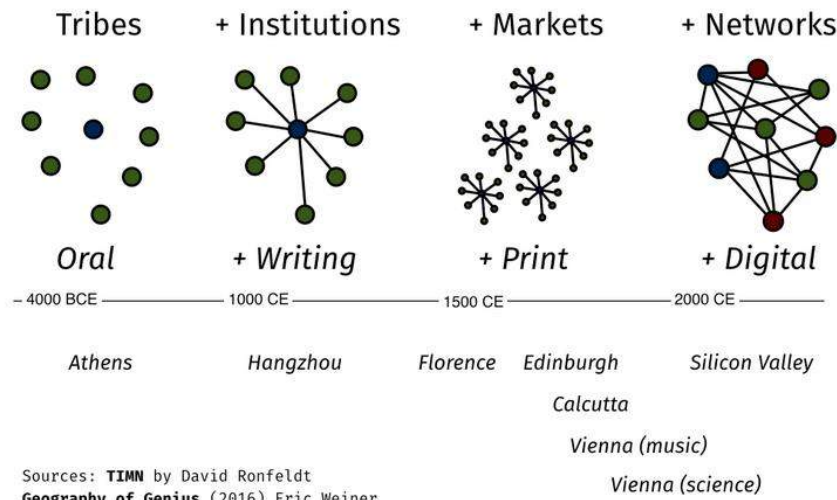 Tribes + Institutions + Markets + Networks
Oral + Writing + Print + Digital
4000 BCE 1000 CE 1500 CE 2000 CE
Athens Hangzhou Florence Edinburgh Silicon Valley
Calcutta
Vienna (music)
Vienna (science)
Sources: TIMN by David Ronfeldt
Geography of Genius (2016) Eric Weiner